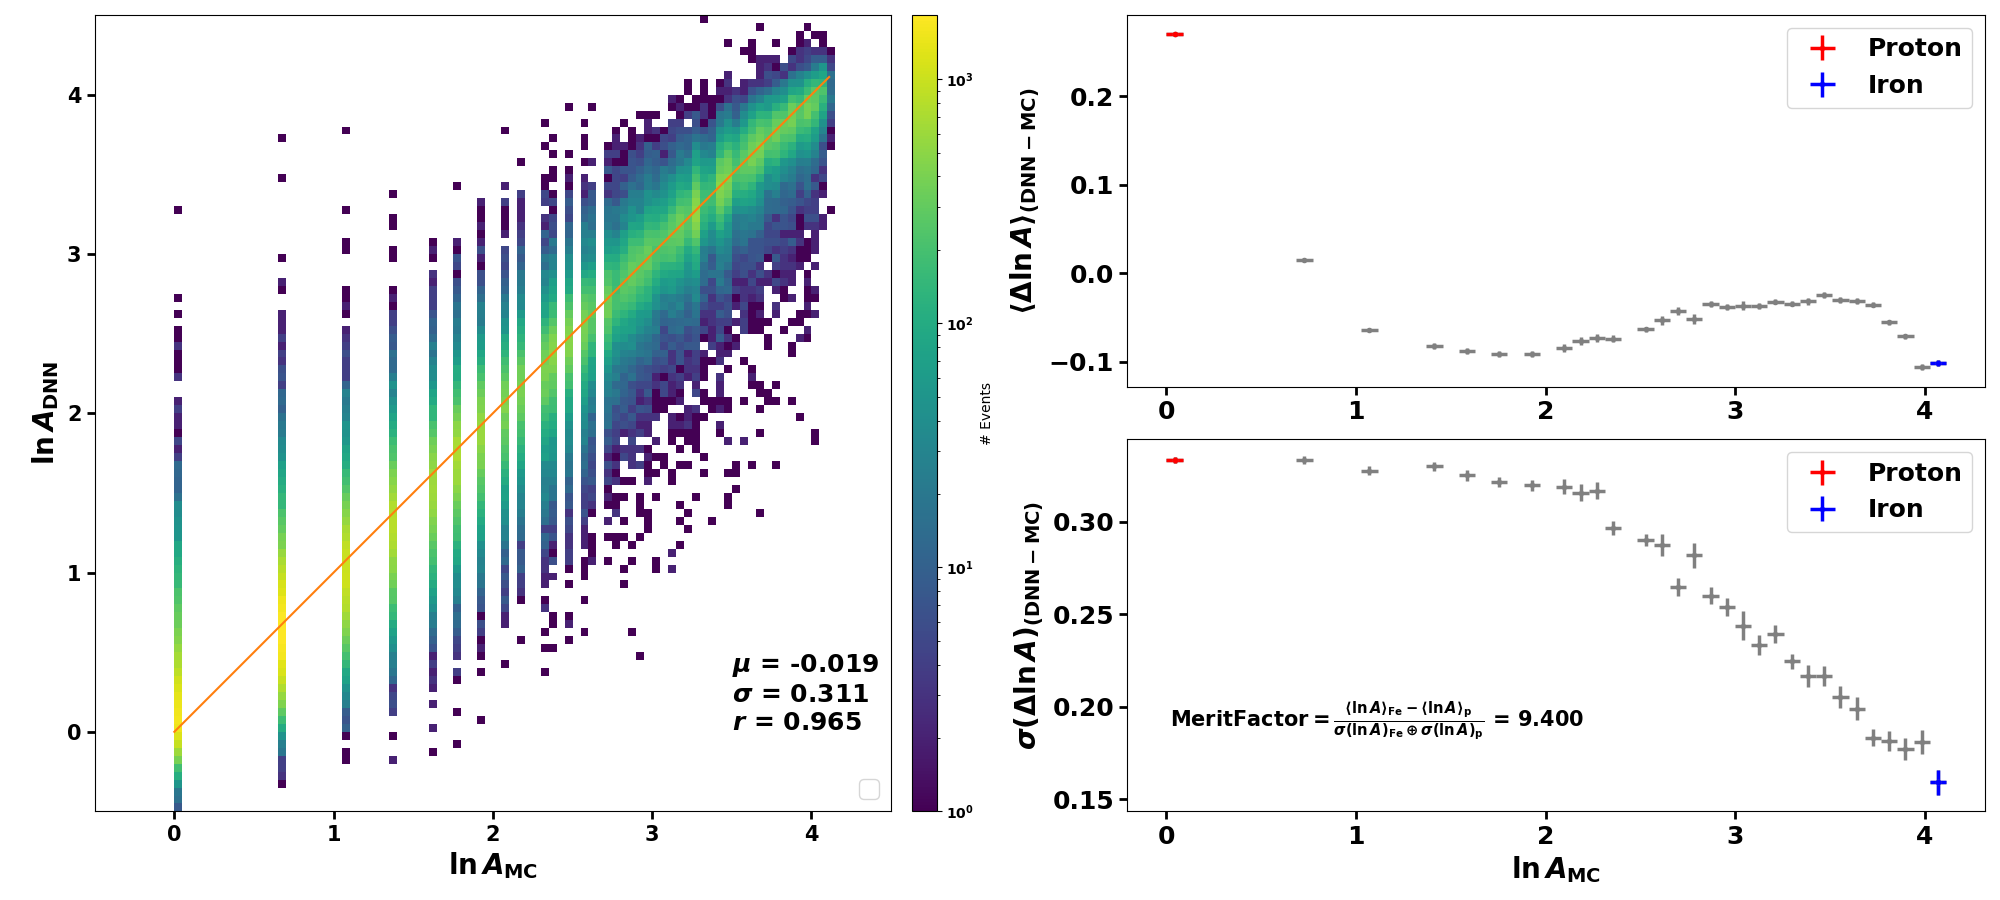 4
3
2
1
0
ln A_DNN
0 1 2 3 4
ln A_MC
μ = -0.019
σ = 0.311
r = 0.965
10³
10²
10¹
10⁰
# Events
0.2
0.1
0.0
−0.1
⟨Δ ln A⟩_(DNN−MC)
Proton
Iron
0 1 2 3 4
0.30
0.25
0.20
0.15
σ(Δ ln A)_(DNN−MC)
Proton
Iron
MeritFactor = (⟨ln A⟩_Fe − ⟨ln A⟩_p) / (σ(ln A)_Fe ⊕ σ(ln A)_p) = 9.400
0 1 2 3 4
ln A_MC